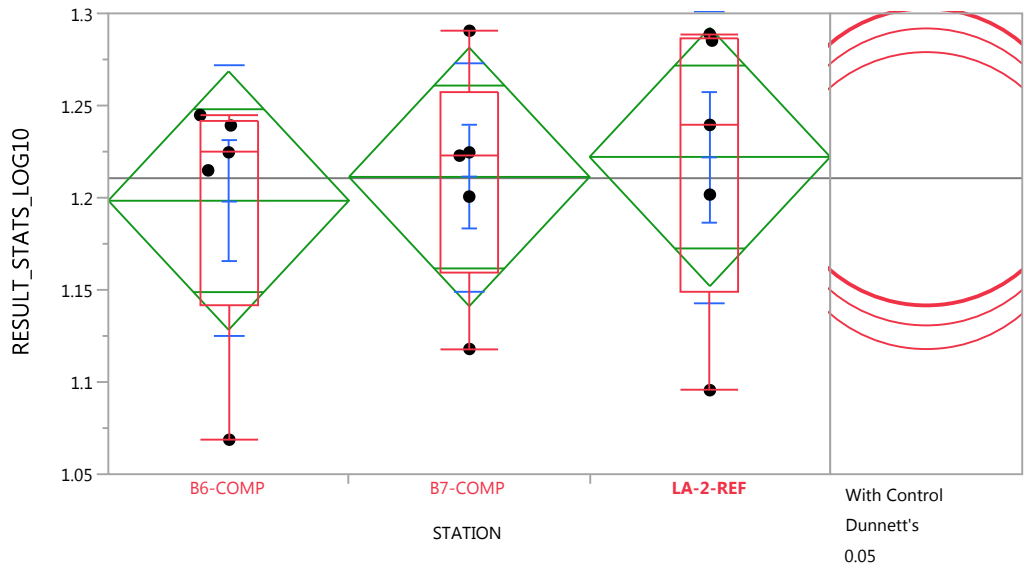 RESULT_STATS_LOG10
1.3
1.25
1.2
1.15
1.1
1.05
B6-COMP
B7-COMP
LA-2-REF
STATION
With Control
Dunnett's
0.05